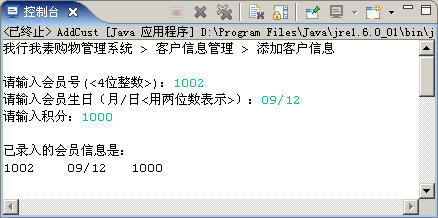 控制台
<已终止> AddCust [Java 应用程序] D:\Program Files\Java\jre1.6.0_01\bin\j
我行我素购物管理系统 > 客户信息管理 > 添加客户信息
请输入会员号(<4位整数>): 1002
请输入会员生日（月/日<用两位数表示>）: 09/12
请输入积分: 1000
已录入的会员信息是:
1002 09/12 1000